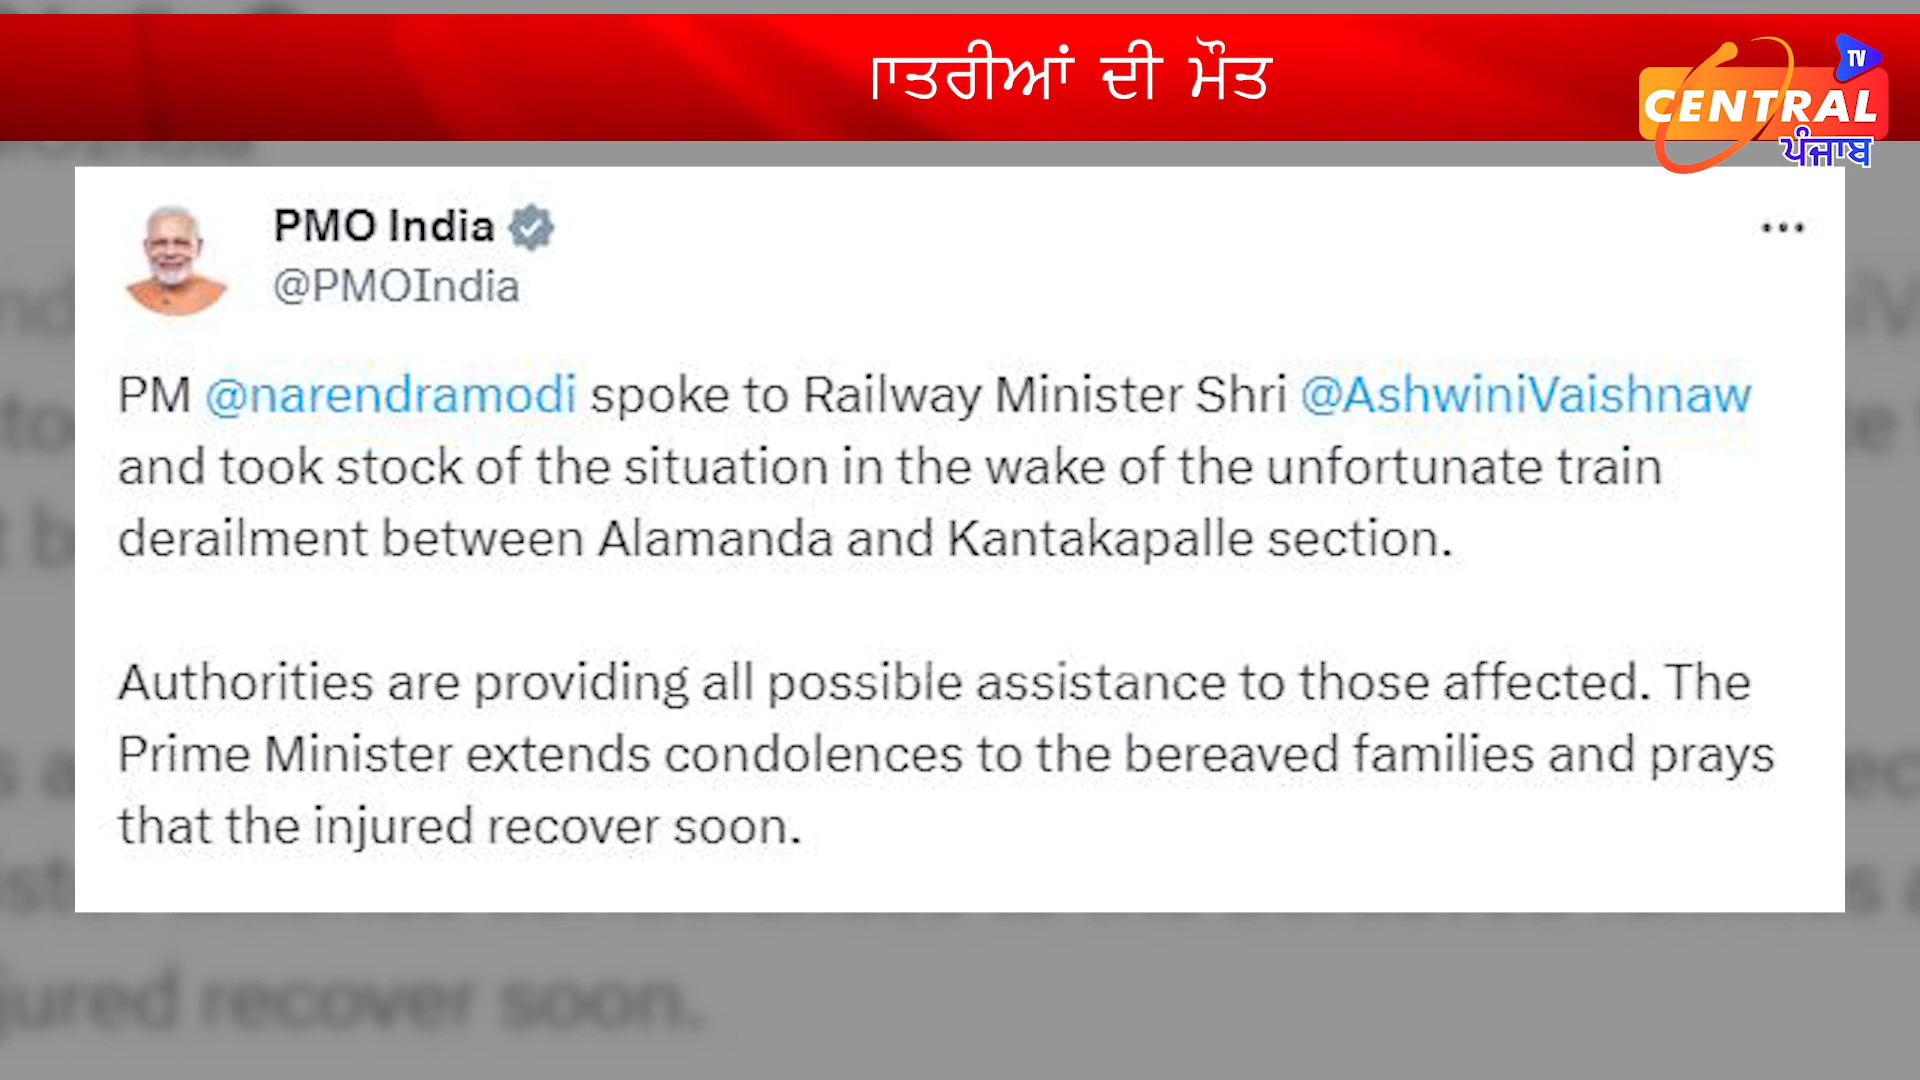 ਾਤਰੀਆਂ ਦੀ ਮੌਤ
TV
CENTRAL
ਪੰਜਾਬ
PMO India
@PMOIndia
PM @narendramodi spoke to Railway Minister Shri @AshwiniVaishnaw
and took stock of the situation in the wake of the unfortunate train
derailment between Alamanda and Kantakapalle section.
Authorities are providing all possible assistance to those affected. The
Prime Minister extends condolences to the bereaved families and prays
that the injured recover soon.
jured recover soon.